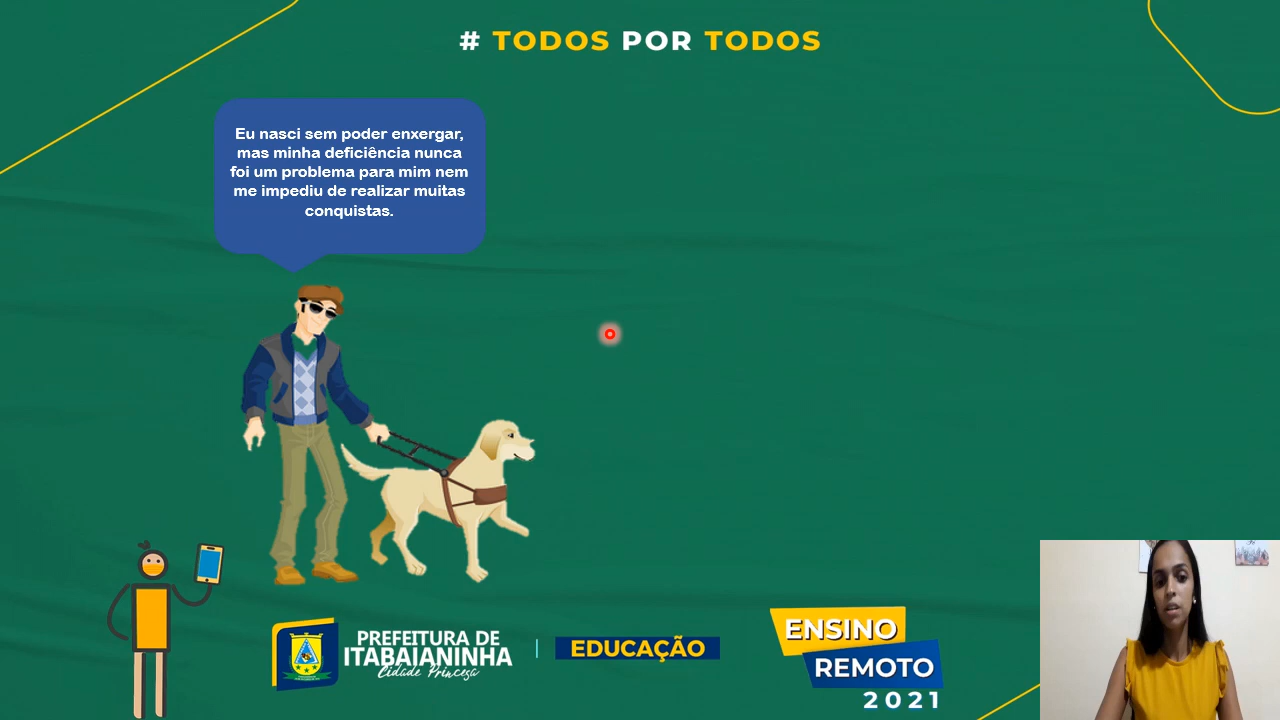 # TODOS POR TODOS
Eu nasci sem poder enxergar,
mas minha deficiência nunca
foi um problema para mim nem
me impediu de realizar muitas
conquistas.
PREFEITURA DE
ITABAIANINHA
Cidade Princesa
EDUCAÇÃO
ENSINO
REMOTO
2021